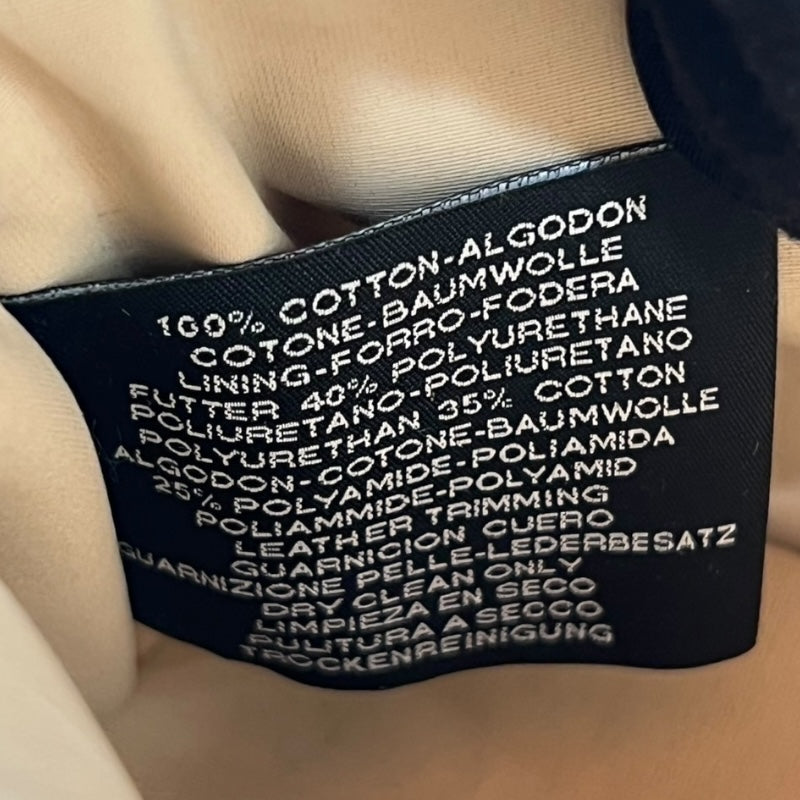 100% COTTON-ALGODON
COTONE-BAUMWOLLE
LINING-FORRO-FODERA
FUTTER 40% POLYURETHANE
POLIURETANO-POLIURETANO
POLYURETHAN 35% COTTON
ALGODON-COTONE-BAUMWOLLE
25% POLYAMIDE-POLIAMIDA
POLIAMMIDE-POLYAMID
LEATHER TRIMMING
GUARNICION CUERO
GUARNIZIONE PELLE-LEDERBESATZ
DRY CLEAN ONLY
LIMPIEZA EN SECO
PULITURA A SECCO
TROCKENREINIGUNG